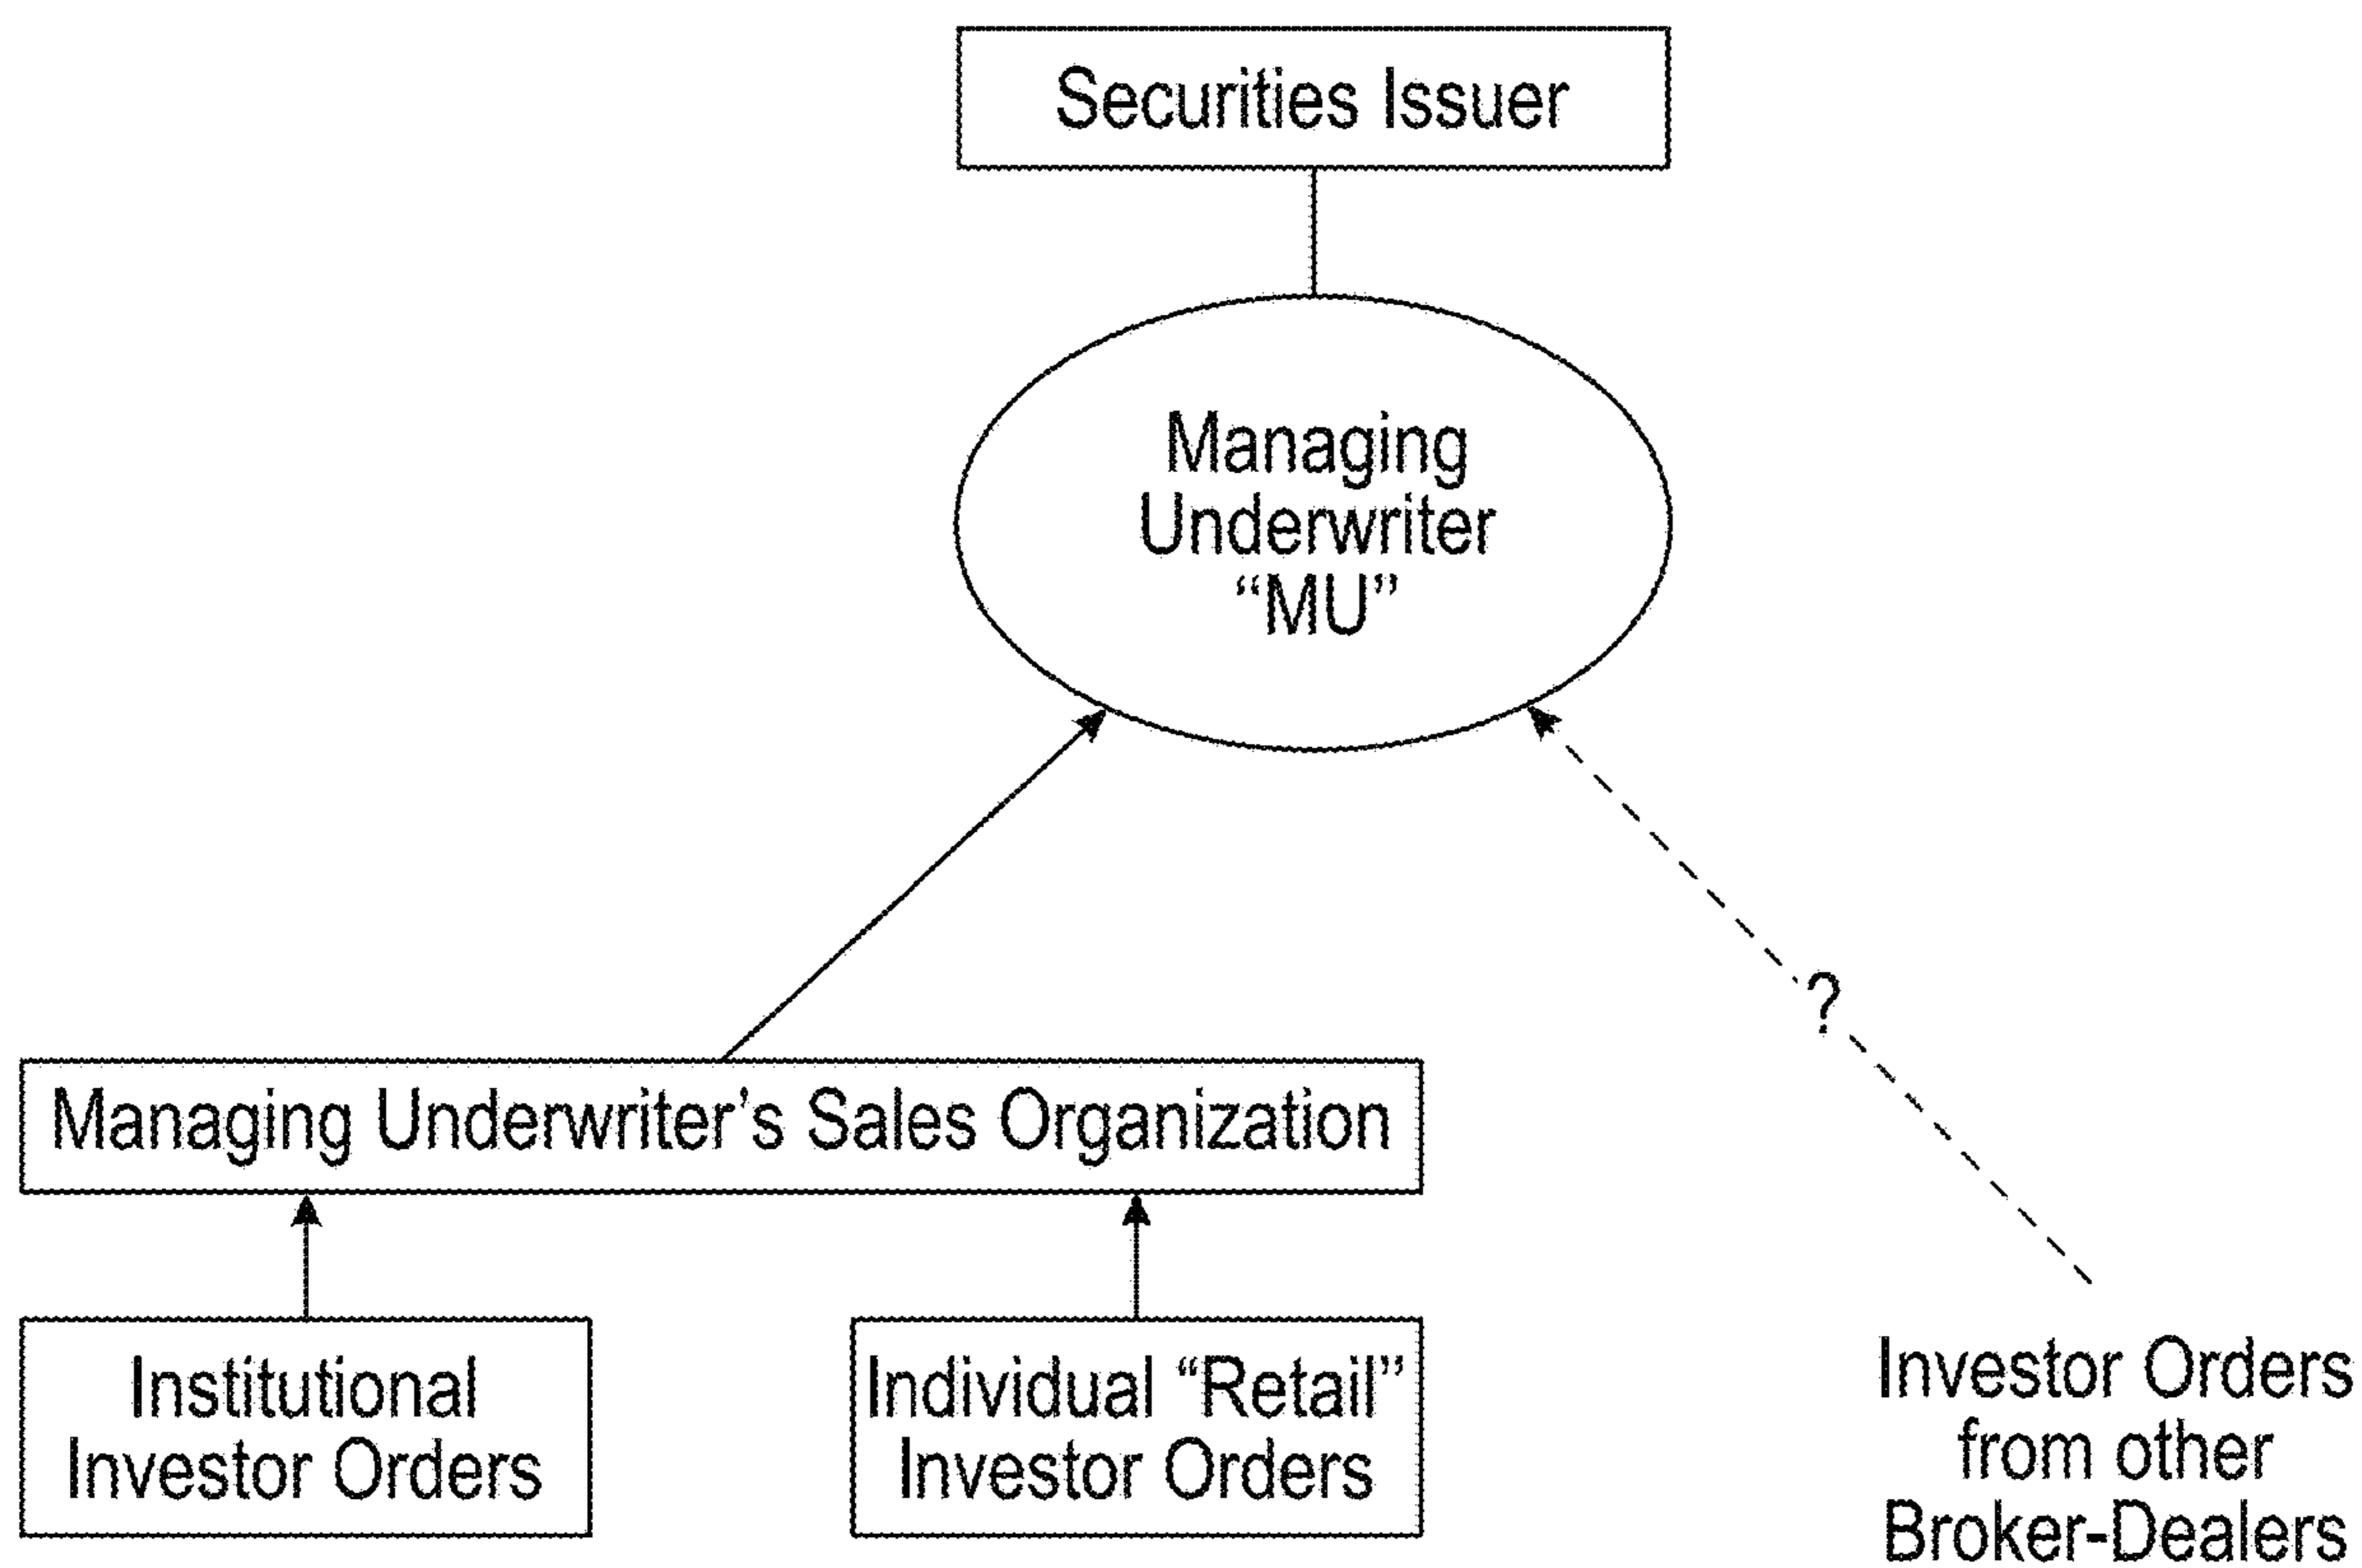 Securities Issuer
Managing
Underwriter
“MU”
?
Managing Underwriter’s Sales Organization
Institutional
Investor Orders
Individual “Retail”
Investor Orders
Investor Orders
from other
Broker-Dealers